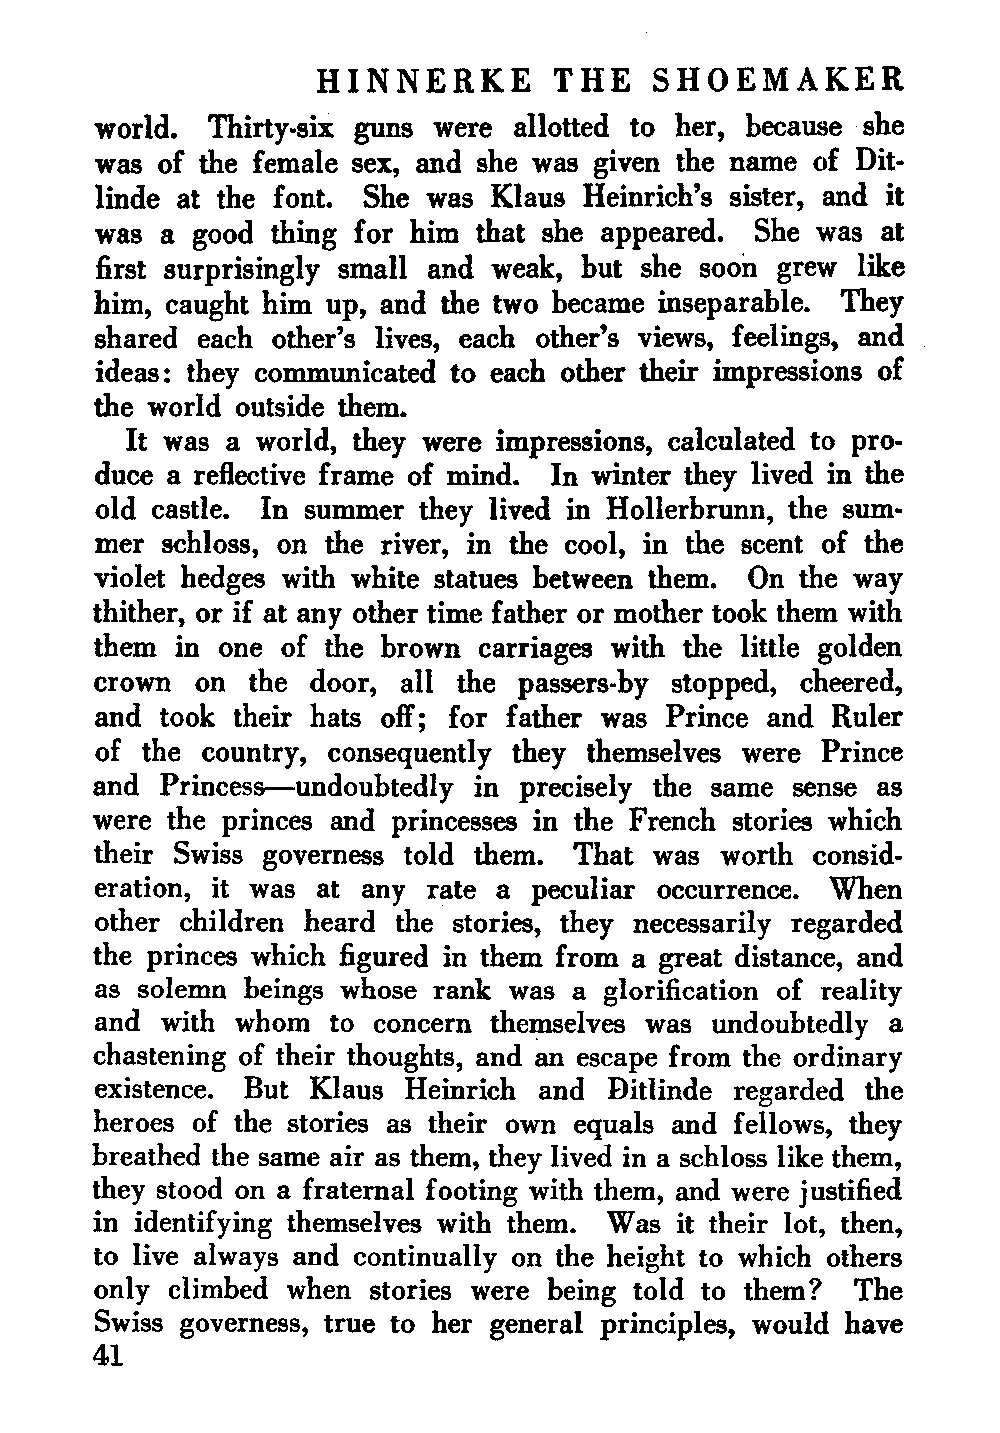 HINNERKE THE SHOEMAKER
world. Thirty-six guns were allotted to her, because she
was of the female sex, and she was given the name of Dit-
linde at the font. She was Klaus Heinrich's sister, and it
was a good thing for him that she appeared. She was at
first surprisingly small and weak, but she soon grew like
him, caught him up, and the two became inseparable. They
shared each other's lives, each other's views, feelings, and
ideas: they communicated to each other their impressions of
the world outside them.
It was a world, they were impressions, calculated to pro-
duce a reflective frame of mind. In winter they lived in the
old castle. In summer they lived in Hollerbrunn, the sum-
mer schloss, on the river, in the cool, in the scent of the
violet hedges with white statues between them. On the way
thither, or if at any other time father or mother took them with
them in one of the brown carriages with the little golden
crown on the door, all the passers-by stopped, cheered,
and took their hats off; for father was Prince and Ruler
of the country, consequently they themselves were Prince
and Princess—undoubtedly in precisely the same sense as
were the princes and princesses in the French stories which
their Swiss governess told them. That was worth consid-
eration, it was at any rate a peculiar occurrence. When
other children heard the stories, they necessarily regarded
the princes which figured in them from a great distance, and
as solemn beings whose rank was a glorification of reality
and with whom to concern themselves was undoubtedly a
chastening of their thoughts, and an escape from the ordinary
existence. But Klaus Heinrich and Ditlinde regarded the
heroes of the stories as their own equals and fellows, they
breathed the same air as them, they lived in a schloss like them,
they stood on a fraternal footing with them, and were justified
in identifying themselves with them. Was it their lot, then,
to live always and continually on the height to which others
only climbed when stories were being told to them? The
Swiss governess, true to her general principles, would have
41